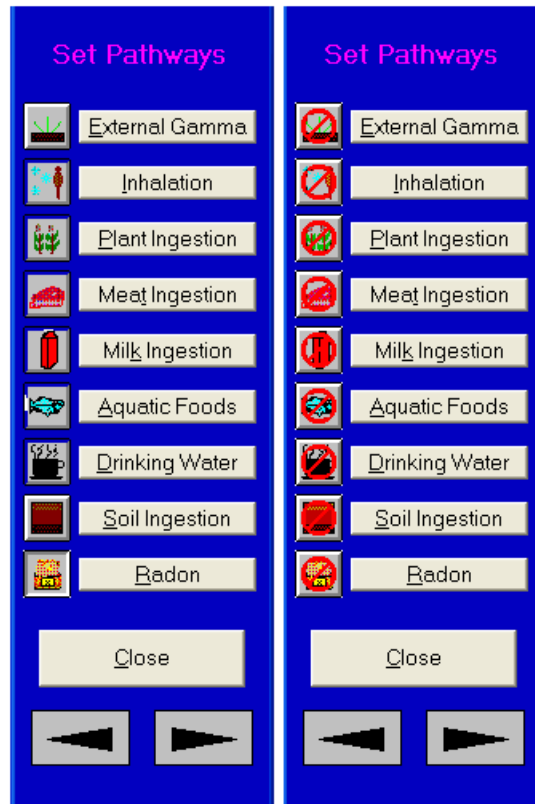 Set Pathways
External Gamma
Inhalation
Plant Ingestion
Meat Ingestion
Milk Ingestion
Aquatic Foods
Drinking Water
Soil Ingestion
Radon
Close
Set Pathways
External Gamma
Inhalation
Plant Ingestion
Meat Ingestion
Milk Ingestion
Aquatic Foods
Drinking Water
Soil Ingestion
Radon
Close